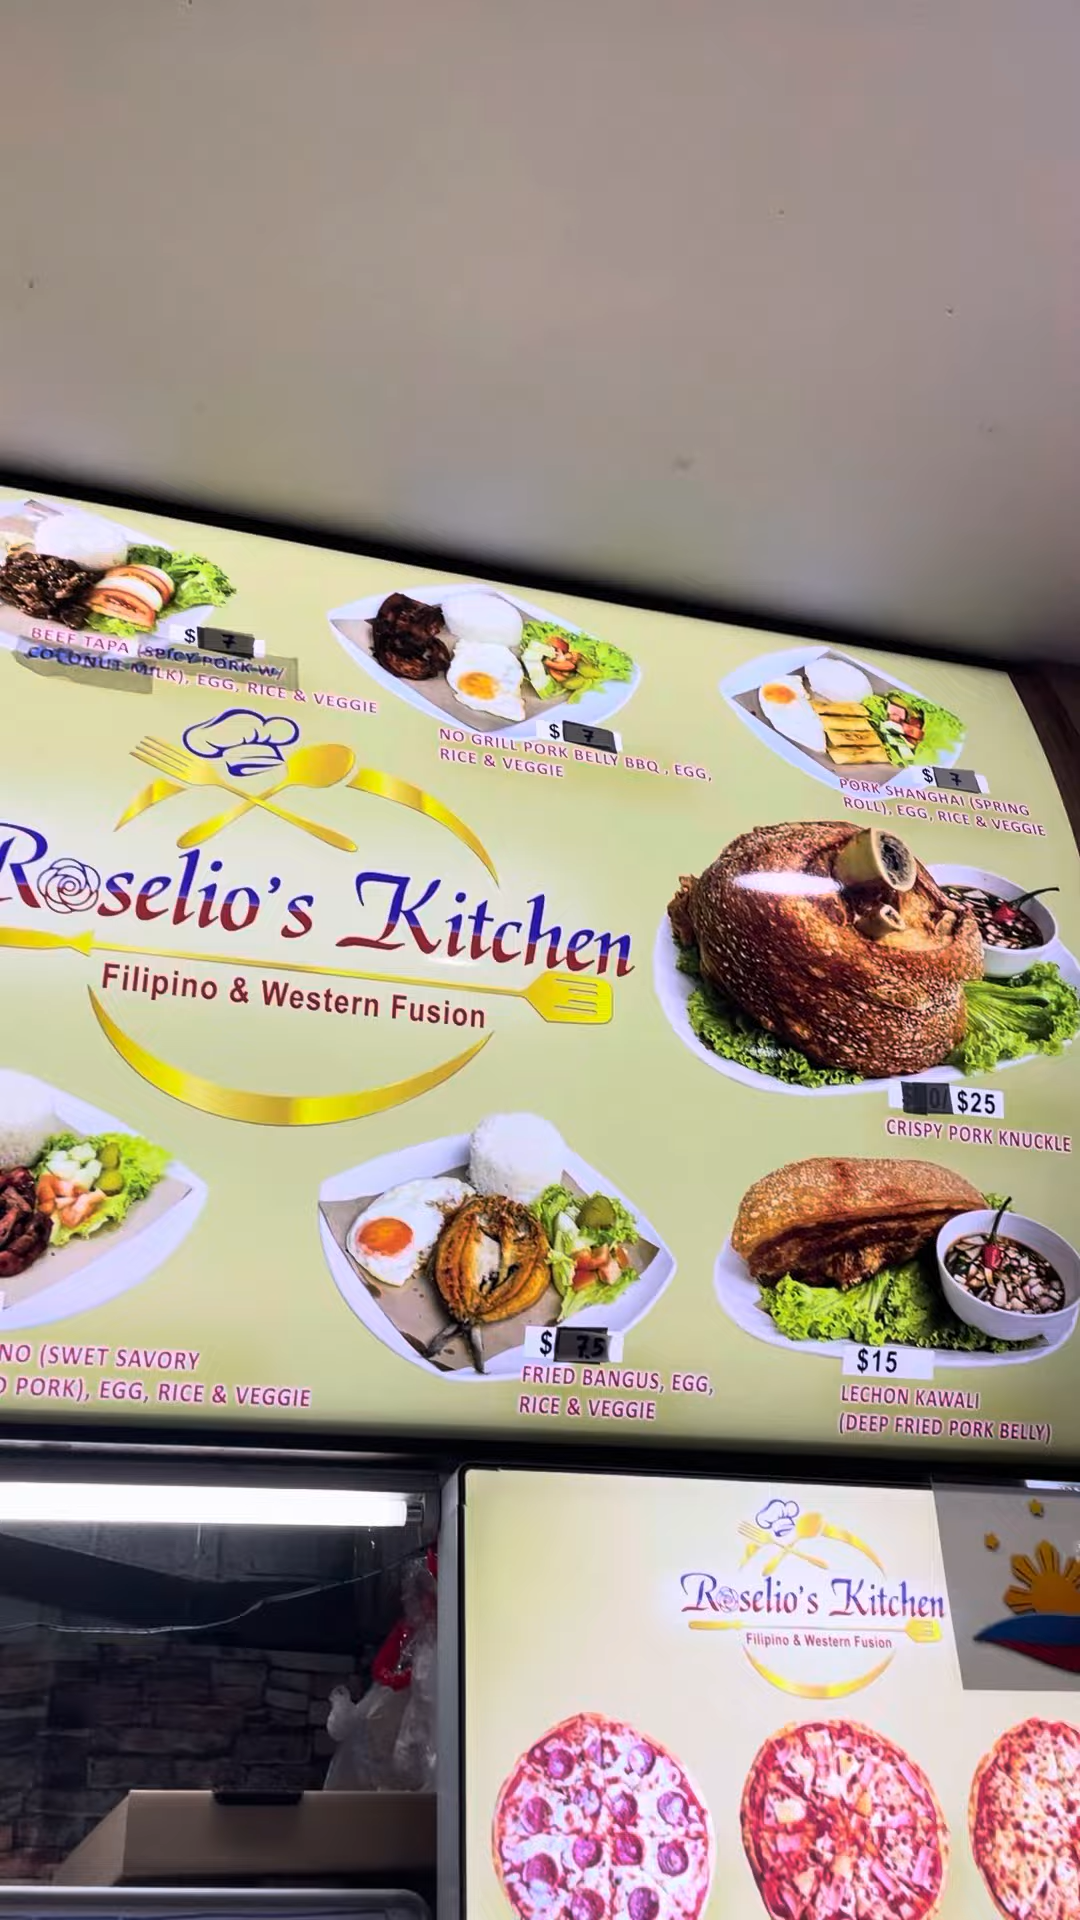 $ 7
BEEF TAPA (SPICY PORK W/
COCONUT MILK), EGG, RICE & VEGGIE
$ 7
NO GRILL PORK BELLY BBQ , EGG,
RICE & VEGGIE
$ 7
PORK SHANGHAI (SPRING
ROLL), EGG, RICE & VEGGIE
Roselio's Kitchen
Filipino & Western Fusion
$25
CRISPY PORK KNUCKLE
NO (SWET SAVORY
PORK), EGG, RICE & VEGGIE
$ 7.5
FRIED BANGUS, EGG,
RICE & VEGGIE
$15
LECHON KAWALI
(DEEP FRIED PORK BELLY)
Roselio's Kitchen
Filipino & Western Fusion